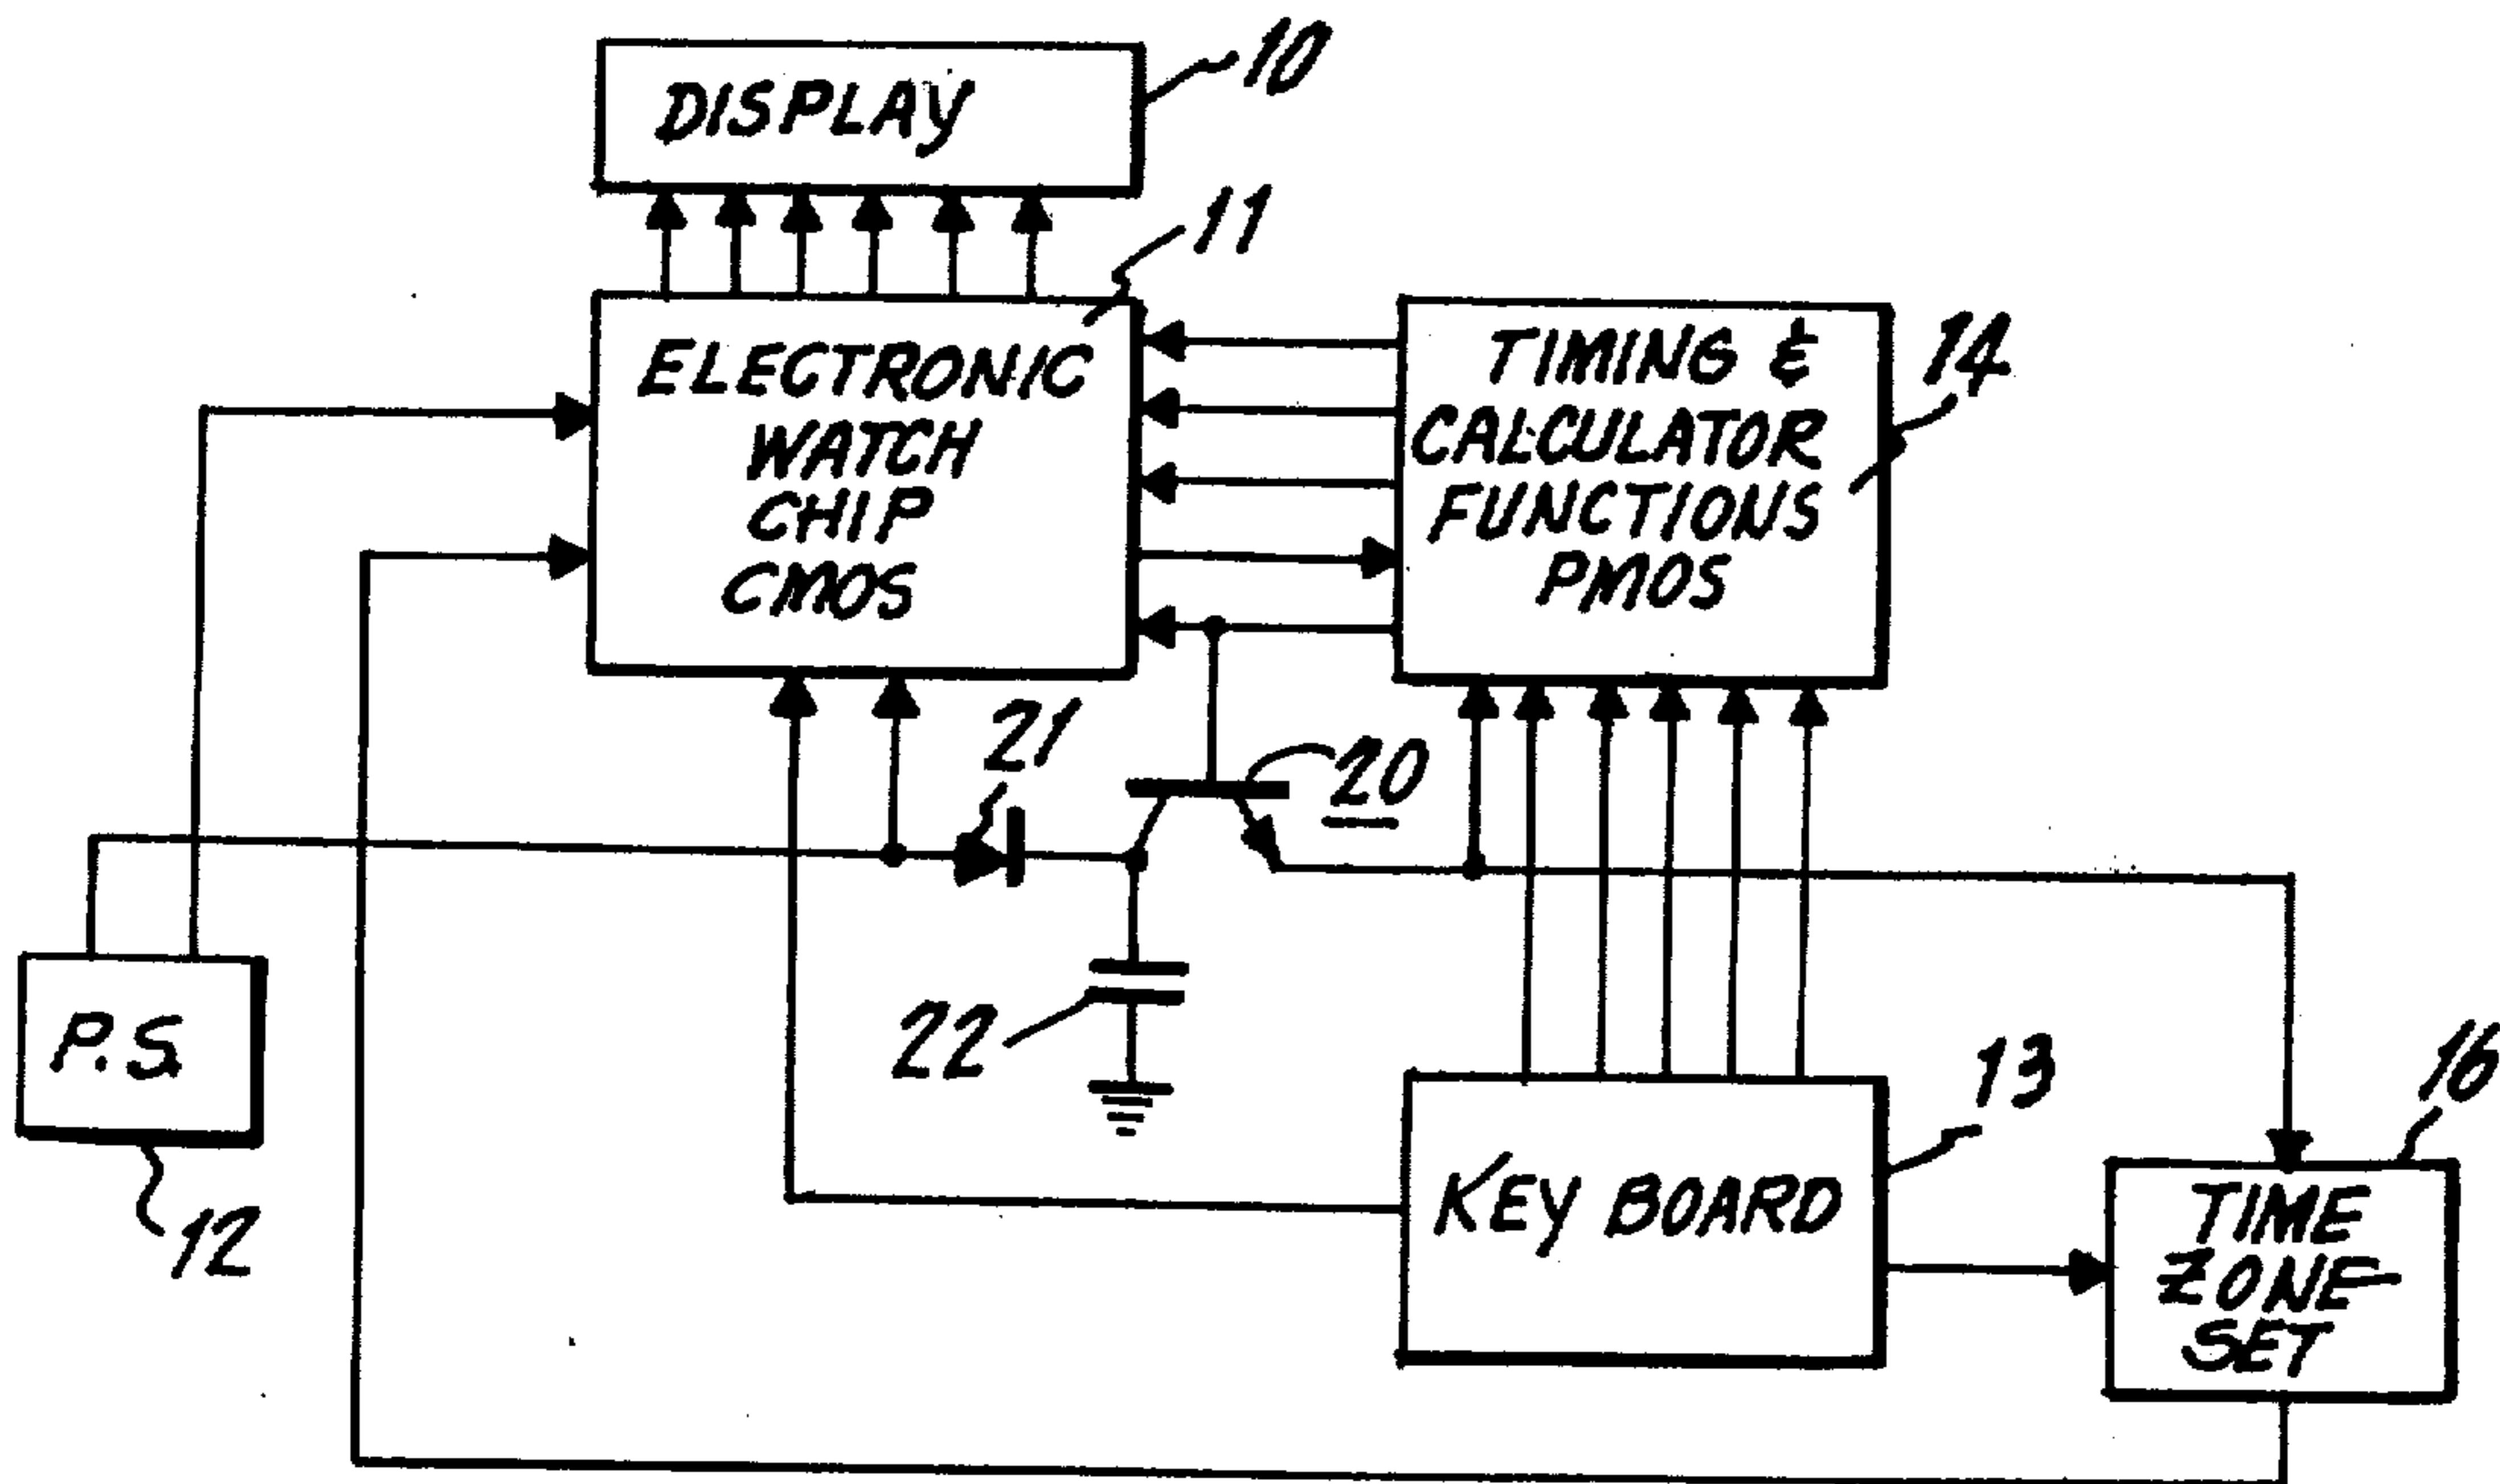 10
DISPLAY
11
ELECTRONIC
WATCH
CHIP
CMOS
TIMING &
CALCULATOR
FUNCTIONS
PMOS
14
21
20
P.S
22
12
13
KEY BOARD
16
TIME
ZONE
SET